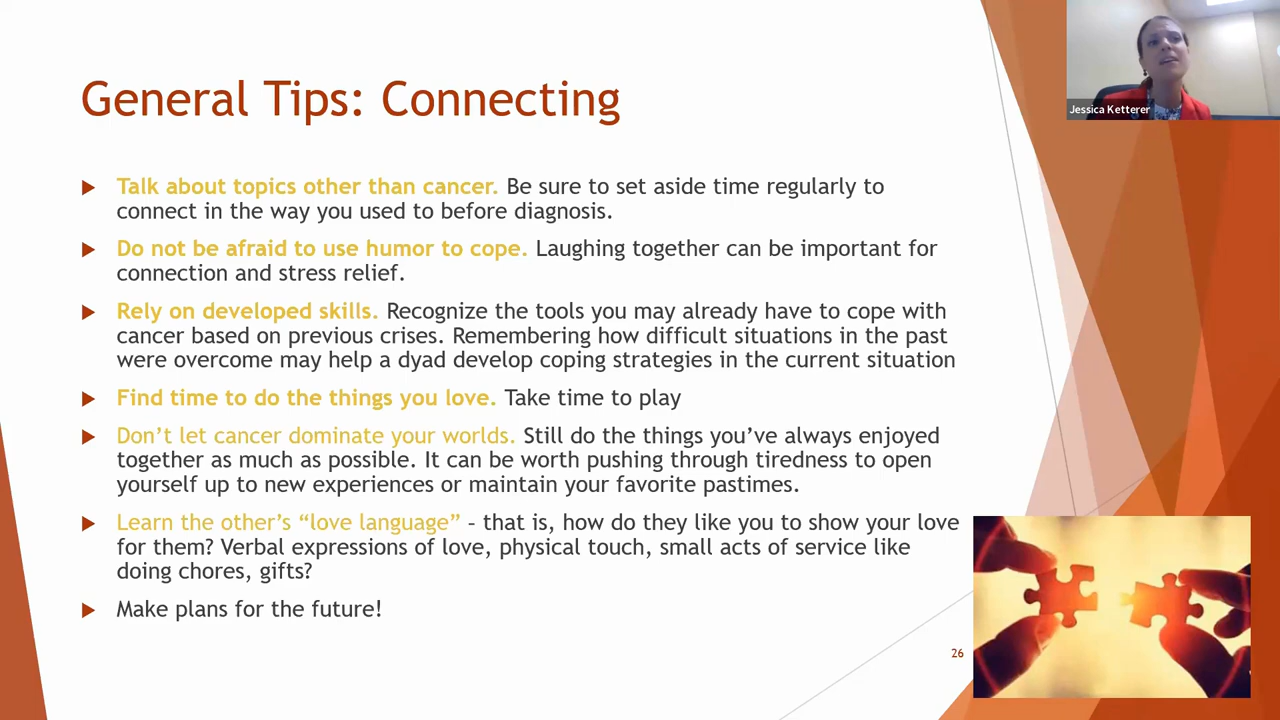 General Tips: Connecting
Jessica Ketterer
Talk about topics other than cancer. Be sure to set aside time regularly to
connect in the way you used to before diagnosis.
Do not be afraid to use humor to cope. Laughing together can be important for
connection and stress relief.
Rely on developed skills. Recognize the tools you may already have to cope with
cancer based on previous crises. Remembering how difficult situations in the past
were overcome may help a dyad develop coping strategies in the current situation
Find time to do the things you love. Take time to play
Don’t let cancer dominate your worlds. Still do the things you’ve always enjoyed
together as much as possible. It can be worth pushing through tiredness to open
yourself up to new experiences or maintain your favorite pastimes.
Learn the other’s “love language” – that is, how do they like you to show your love
for them? Verbal expressions of love, physical touch, small acts of service like
doing chores, gifts?
Make plans for the future!
26